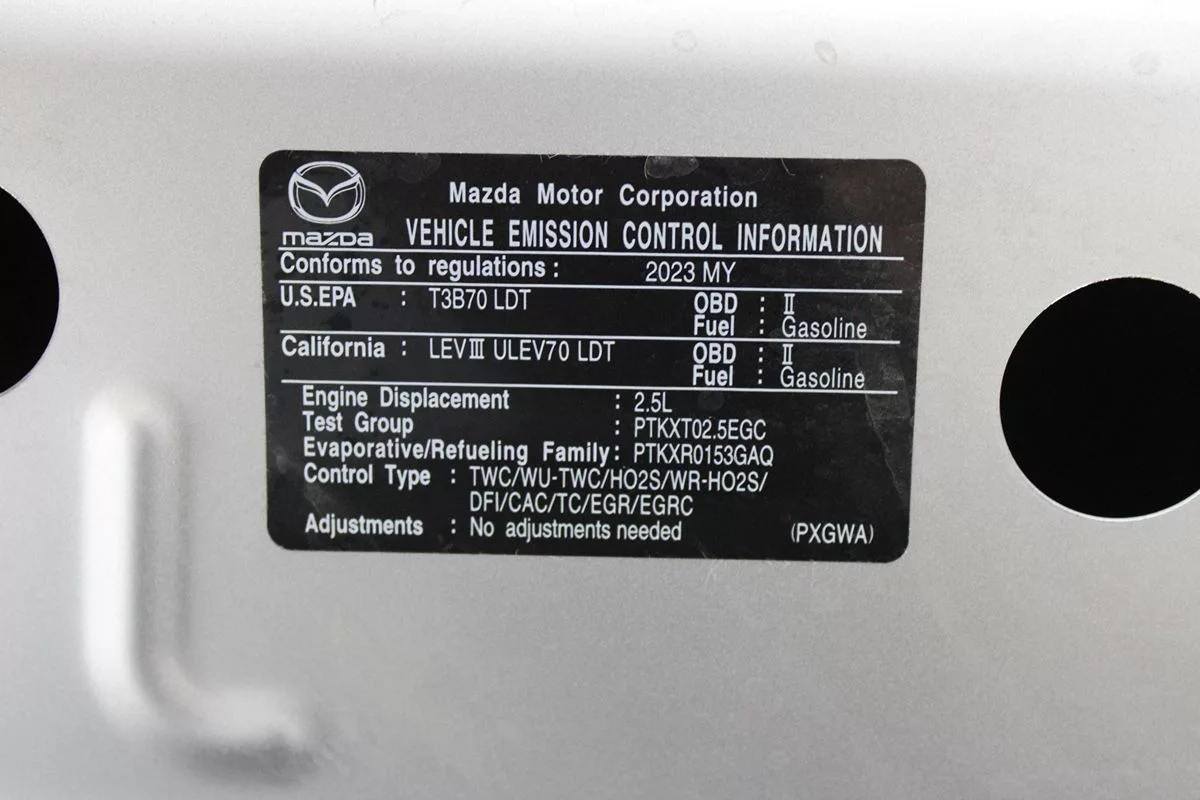 mazda
Mazda Motor Corporation
VEHICLE EMISSION CONTROL INFORMATION
Conforms to regulations : 2023 MY
U.S.EPA : T3B70 LDT OBD : II
Fuel : Gasoline
California : LEVIII ULEV70 LDT OBD : II
Fuel : Gasoline
Engine Displacement : 2.5L
Test Group : PTKXT02.5EGC
Evaporative/Refueling Family : PTKXR0153GAQ
Control Type : TWC/WU-TWC/HO2S/WR-HO2S/
DFI/CAC/TC/EGR/EGRC
Adjustments : No adjustments needed (PXGWA)